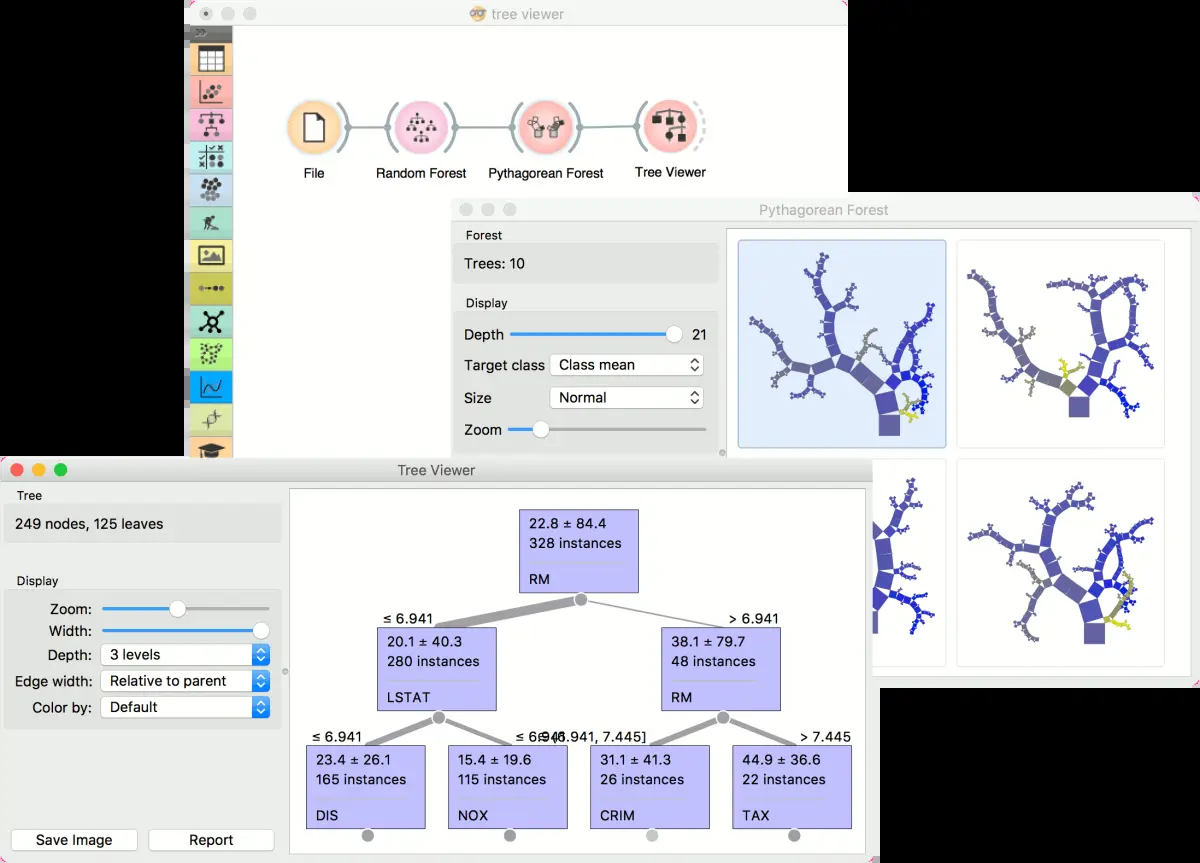 tree viewer
File
Random Forest
Pythagorean Forest
Tree Viewer
Pythagorean Forest
Forest
Trees: 10
Display
Depth 21
Target class Class mean
Size Normal
Zoom
Tree Viewer
Tree
249 nodes, 125 leaves
Display
Zoom:
Width:
Depth: 3 levels
Edge width: Relative to parent
Color by: Default
Save Image
Report
22.8 ± 84.4
328 instances
RM
≤ 6.941
> 6.941
20.1 ± 40.3
280 instances
LSTAT
38.1 ± 79.7
48 instances
RM
≤ 6.941
6.941, 7.445]
> 7.445
23.4 ± 26.1
165 instances
DIS
15.4 ± 19.6
115 instances
NOX
31.1 ± 41.3
26 instances
CRIM
44.9 ± 36.6
22 instances
TAX